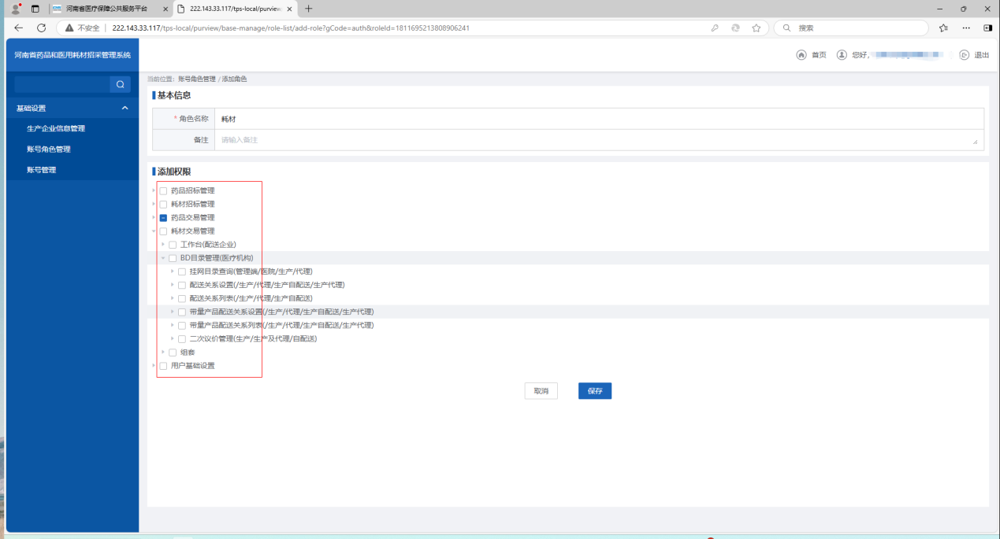 河南省医疗保障公共服务平台
222.143.33.117/tps-local/purview
不安全
222.143.33.117/tps-local/purview/base-manage/role-list/add-role?gCode=auth&roleId=1811695213808906241
搜索
河南省药品和医用耗材招采管理系统
首页
您好,
退出
当前位置: 账号角色管理 / 添加角色
基础设置
生产企业信息管理
账号角色管理
账号管理
基本信息
* 角色名称
耗材
备注
请输入备注
添加权限
药品招标管理
耗材招标管理
药品交易管理
耗材交易管理
工作台(配送企业)
BD目录管理(医疗机构)
挂网目录查询(管理端/医院/生产/代理)
配送关系设置(/生产/代理/生产自配送/生产代理)
配送关系列表(/生产/代理/生产自配送)
带量产品配送关系设置(/生产/代理/生产自配送/生产代理)
带量产品配送关系列表(/生产/代理/生产自配送/生产代理)
二次议价管理(生产/生产及代理/自配送)
组套
用户基础设置
取消
保存